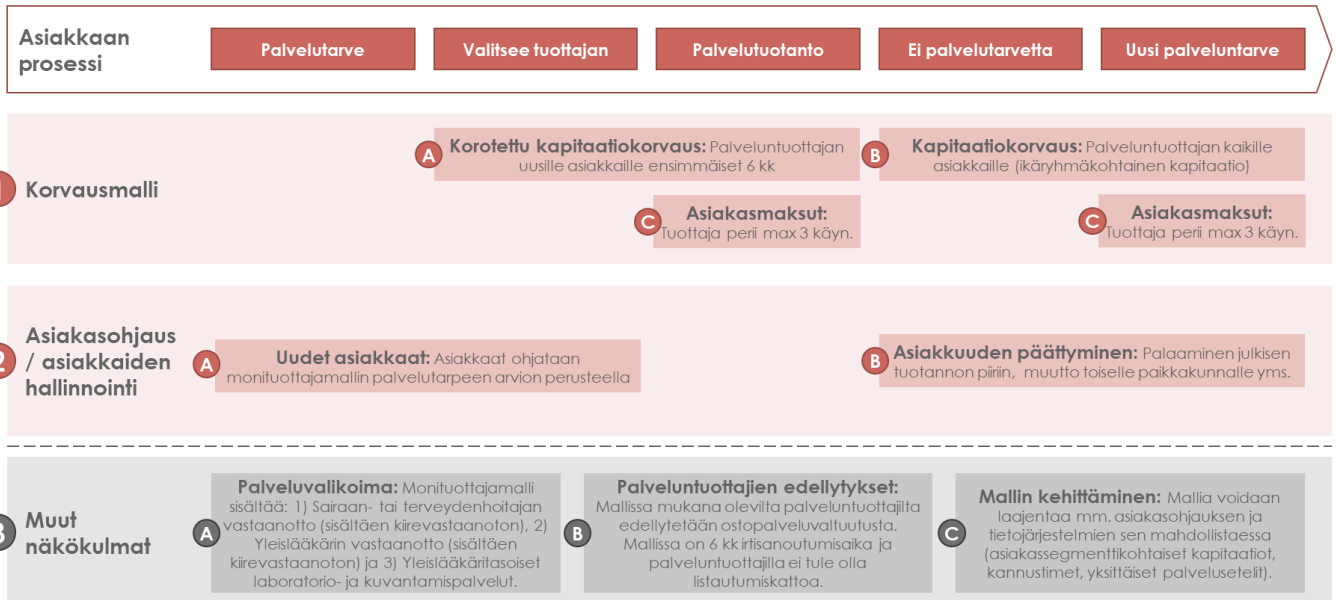 Asiakkaan
prosessi
Palvelutarve
Valitsee tuottajan
Palvelutuotanto
Ei palvelutarvetta
Uusi palveluntarve
1
Korvausmalli
A
Korotettu kapitaatiokorvaus: Palveluntuottajan
uusille asiakkaille ensimmäiset 6 kk
B
Kapitaatiokorvaus: Palveluntuottajan kaikille
asiakkaille (ikäryhmäkohtainen kapitaatio)
C
Asiakasmaksut:
Tuottaja perii max 3 käyn.
C
Asiakasmaksut:
Tuottaja perii max 3 käyn.
2
Asiakasohjaus
/ asiakkaiden
hallinnointi
A
Uudet asiakkaat: Asiakkaat ohjataan
monituottajamallin palvelutarpeen arvion perusteella
B
Asiakkuuden päättyminen: Palaaminen julkisen
tuotannon piiriin, muutto toiselle paikkakunnalle yms.
3
Muut
näkökulmat
A
Palveluvalikoima: Monituottajamalli
sisältää: 1) Sairaan- tai terveydenhoitajan
vastaanotto (sisältäen kiirevastaanoton), 2)
Yleislääkärin vastaanotto (sisältäen
kiirevastaanoton) ja 3) Yleislääkäritasoiset
laboratorio- ja kuvantamispalvelut.
B
Palveluntuottajien edellytykset:
Mallissa mukana olevilta palveluntuottajilta
edellytetään ostopalveluvaltuutusta.
Mallissa on 6 kk irtisanoutumisaika ja
palveluntuottajilla ei tule olla
listautumiskattoa.
C
Mallin kehittäminen: Mallia voidaan
laajentaa mm. asiakasohjauksen ja
tietojärjestelmien sen mahdollistaessa
(asiakassegmenttikohtaiset kapitaatiot,
kannustimet, yksittäiset palvelusetelit).